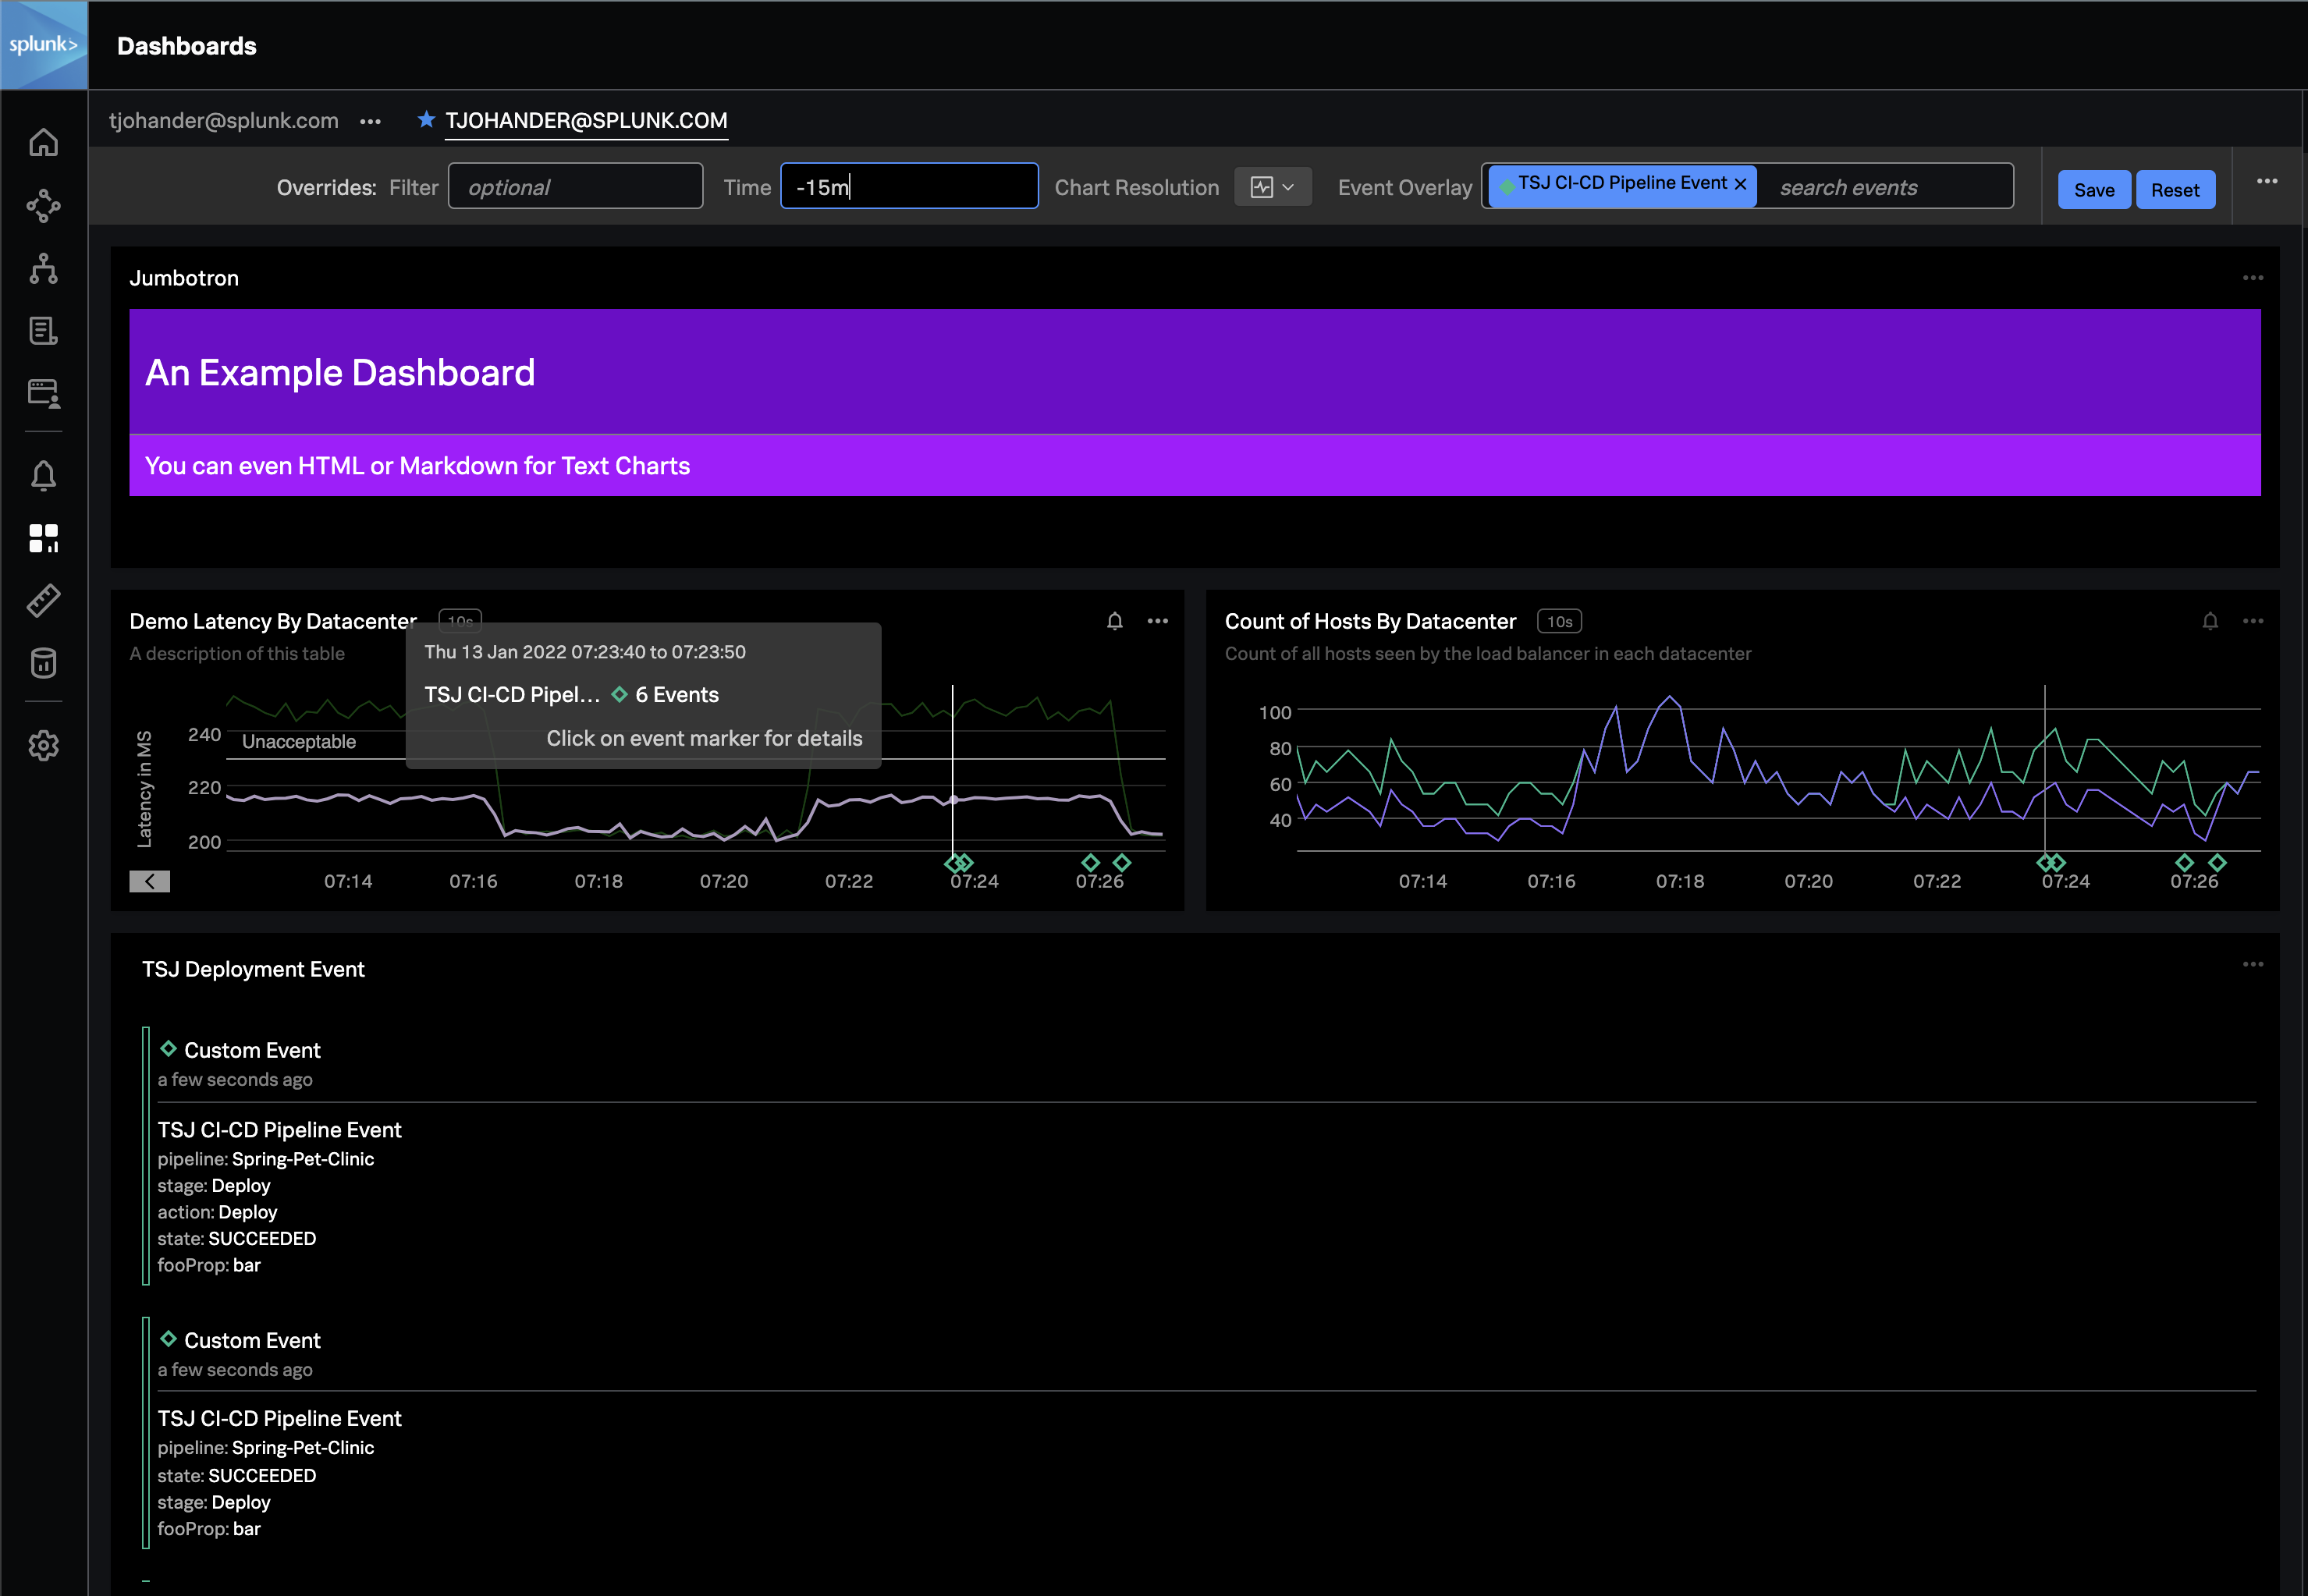 splunk>
Dashboards
tjohander@splunk.com ••• ★ TJOHANDER@SPLUNK.COM
Overrides: Filter optional Time -15m Chart Resolution Event Overlay TSJ CI-CD Pipeline Event × search events Save Reset •••
Jumbotron •••
An Example Dashboard
You can even HTML or Markdown for Text Charts
Demo Latency By Datacenter 10s •••
A description of this table
Thu 13 Jan 2022 07:23:40 to 07:23:50
TSJ CI-CD Pipel... 6 Events
Click on event marker for details
Latency in MS
240
Unacceptable
220
200
07:14 07:16 07:18 07:20 07:22 07:24 07:26
Count of Hosts By Datacenter 10s •••
Count of all hosts seen by the load balancer in each datacenter
100
80
60
40
07:14 07:16 07:18 07:20 07:22 07:24 07:26
TSJ Deployment Event •••
Custom Event
a few seconds ago
TSJ CI-CD Pipeline Event
pipeline: Spring-Pet-Clinic
stage: Deploy
action: Deploy
state: SUCCEEDED
fooProp: bar
Custom Event
a few seconds ago
TSJ CI-CD Pipeline Event
pipeline: Spring-Pet-Clinic
state: SUCCEEDED
stage: Deploy
fooProp: bar